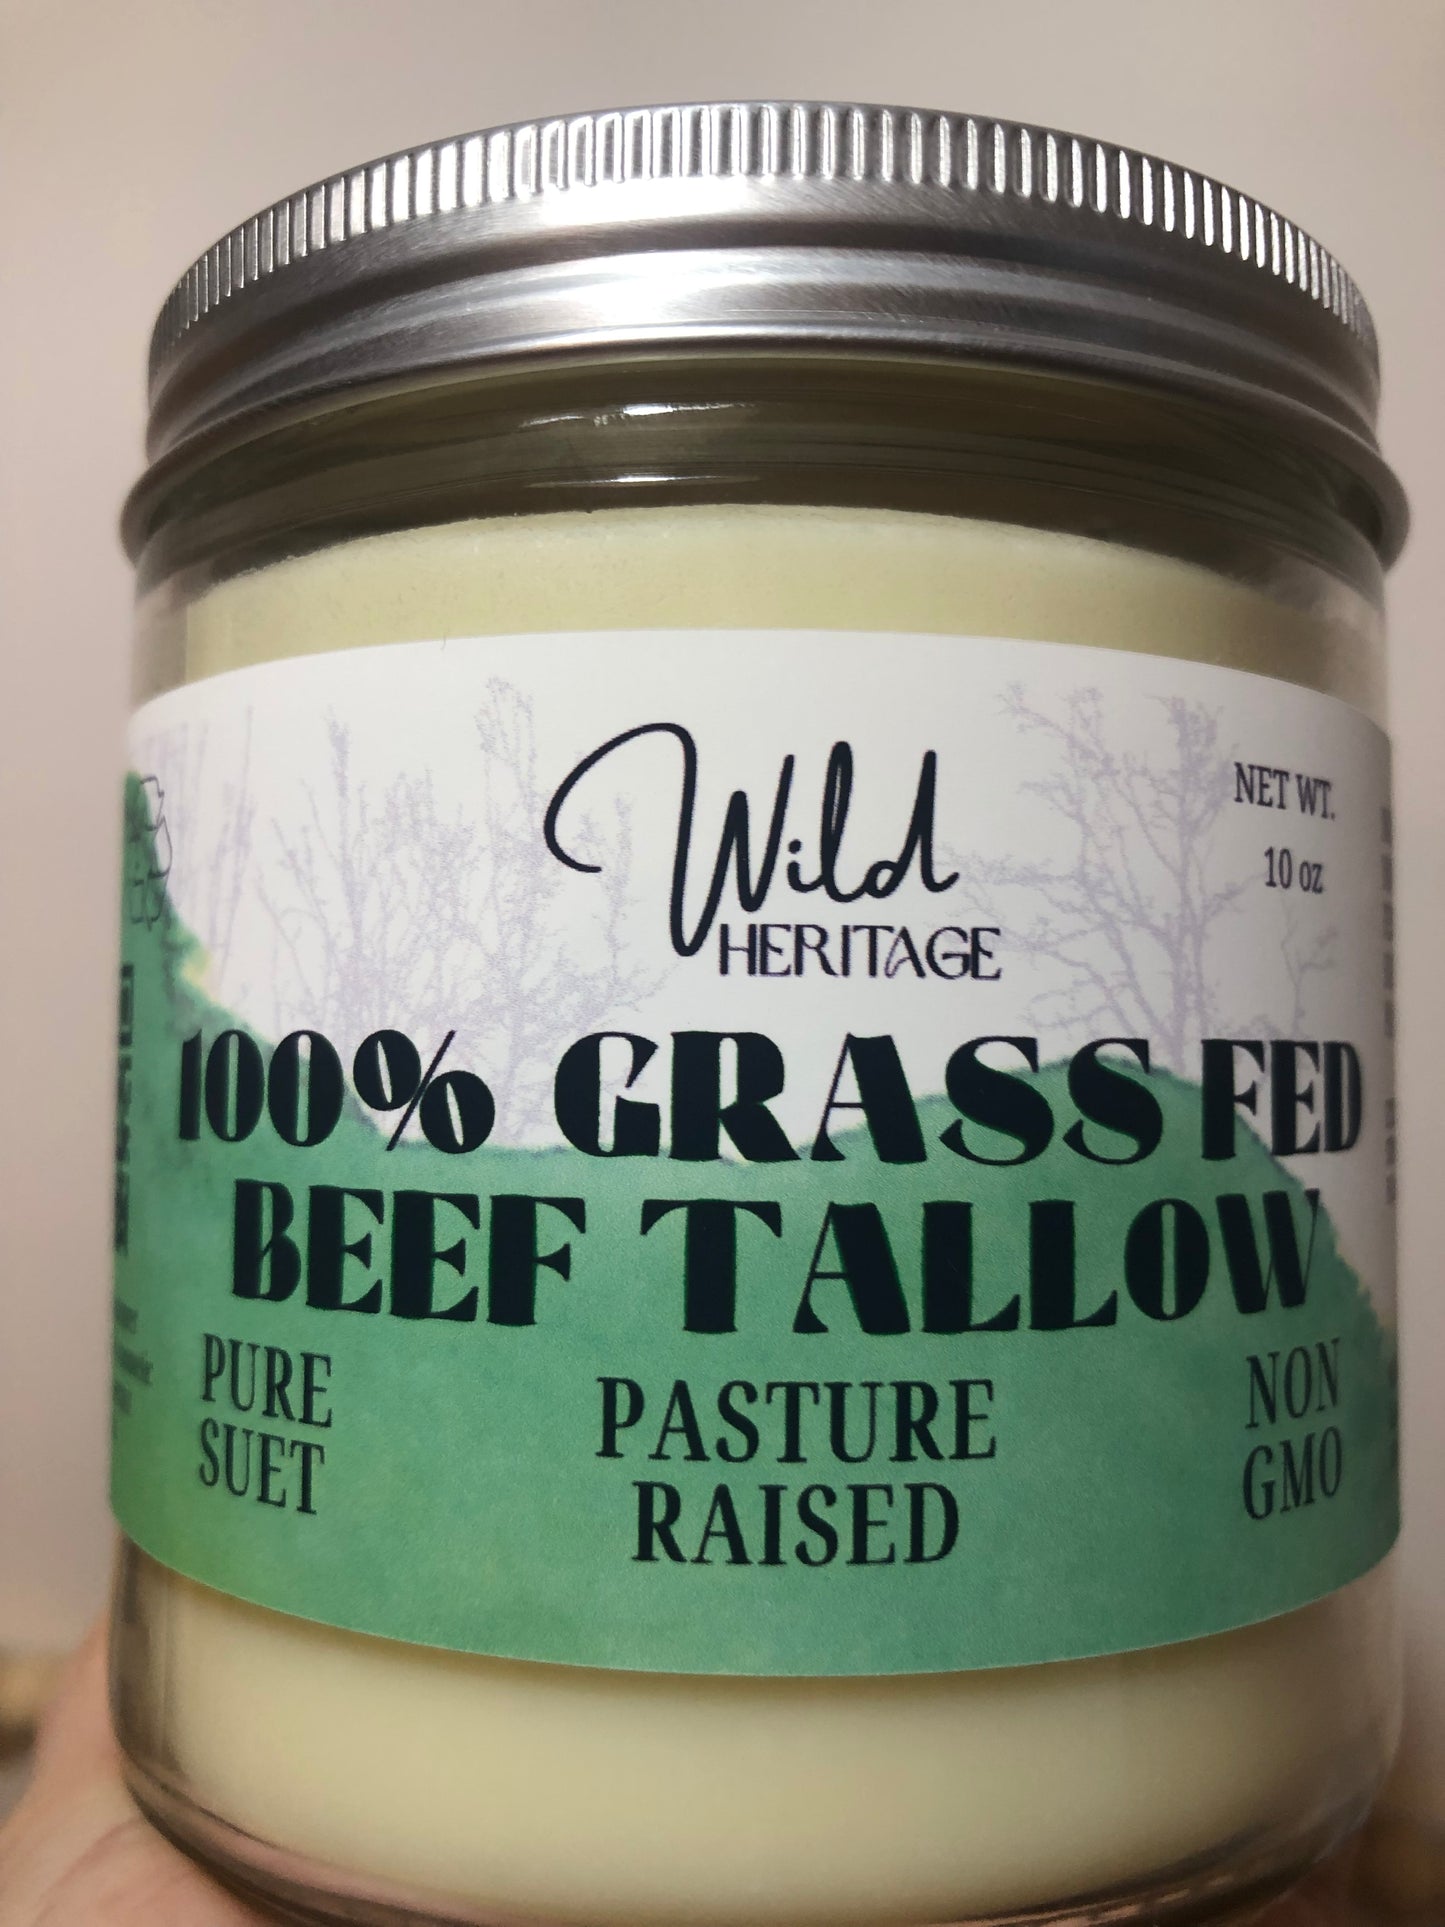 Wild
HERITAGE
NET WT.
10 oz
100% GRASS FED
BEEF TALLOW
PURE
SUET
PASTURE
RAISED
NON
GMO